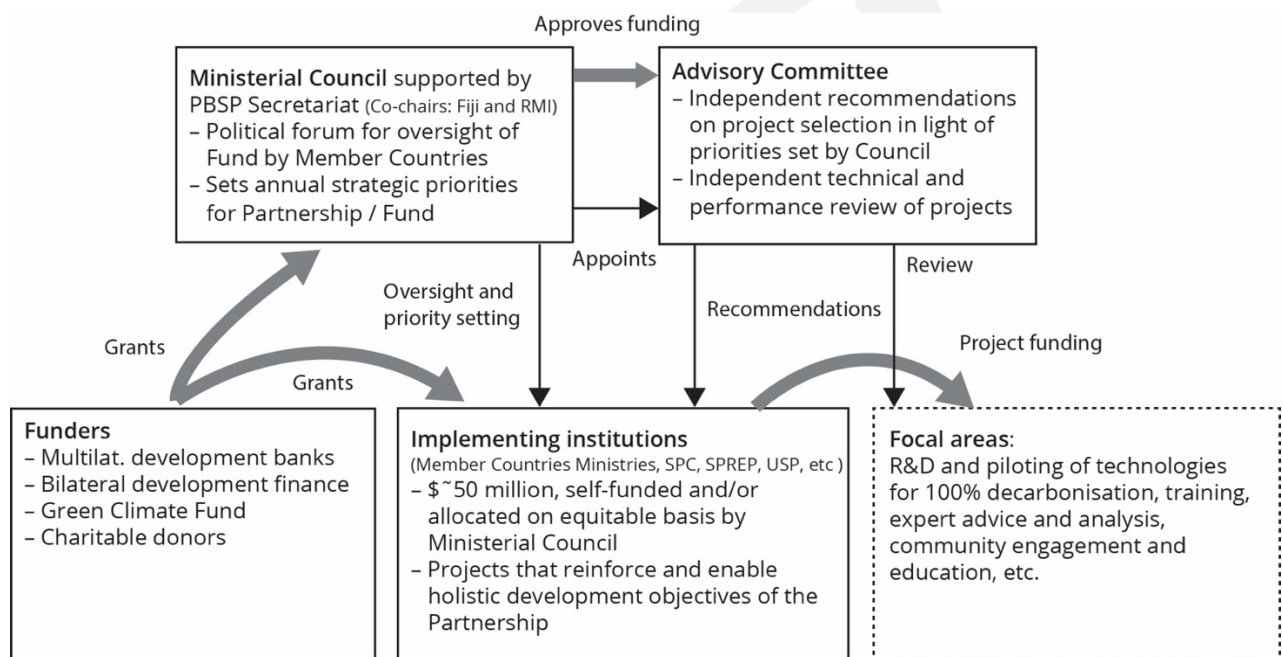 Approves funding
Ministerial Council supported by
PBSP Secretariat (Co-chairs: Fiji and RMI)
– Political forum for oversight of
Fund by Member Countries
– Sets annual strategic priorities
for Partnership / Fund
Advisory Committee
– Independent recommendations
on project selection in light of
priorities set by Council
– Independent technical and
performance review of projects
Appoints
Review
Oversight and
priority setting
Recommendations
Grants
Grants
Project funding
Funders
– Multilat. development banks
– Bilateral development finance
– Green Climate Fund
– Charitable donors
Implementing institutions
(Member Countries Ministries, SPC, SPREP, USP, etc )
– $~50 million, self-funded and/or
allocated on equitable basis by
Ministerial Council
– Projects that reinforce and enable
holistic development objectives of the
Partnership
Focal areas:
R&D and piloting of technologies
for 100% decarbonisation, training,
expert advice and analysis,
community engagement and
education, etc.